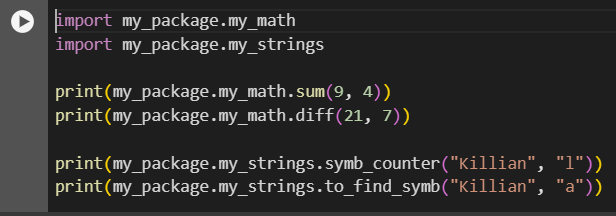 import my_package.my_math
import my_package.my_strings
print(my_package.my_math.sum(9, 4))
print(my_package.my_math.diff(21, 7))
print(my_package.my_strings.symb_counter("Killian", "l"))
print(my_package.my_strings.to_find_symb("Killian", "a"))